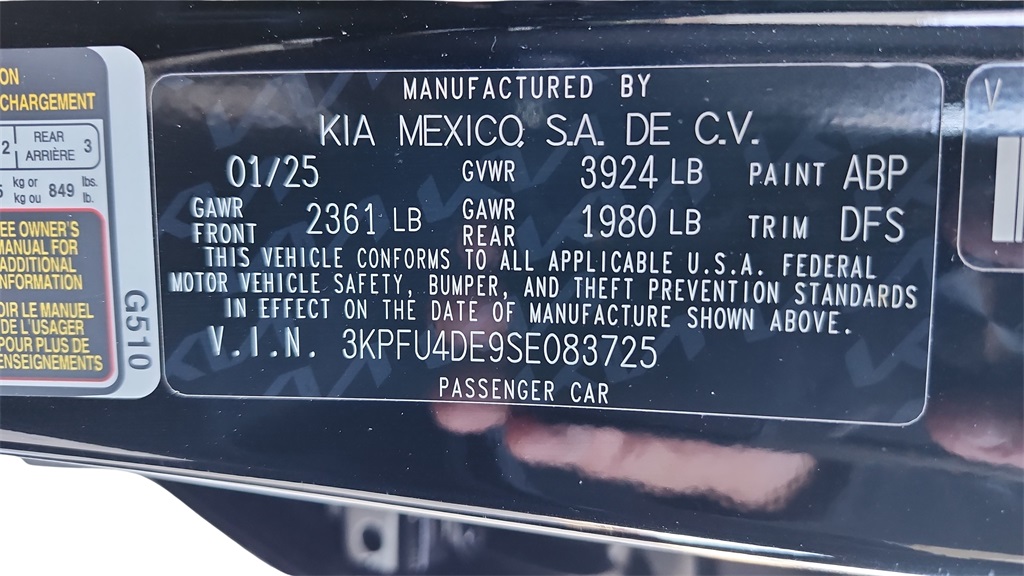 ON
CHARGEMENT
2 REAR ARRIÈRE 3
5 kg or kg ou 849 lbs. lb.
EE OWNER'S
MANUAL FOR
ADDITIONAL
INFORMATION
OIR LE MANUEL
DE L'USAGER
POUR PLUS DE
ENSEIGNEMENTS
G510
MANUFACTURED BY
KIA MEXICO, S.A. DE C.V.
01/25 GVWR 3924 LB PAINT ABP
GAWR FRONT 2361 LB GAWR REAR 1980 LB TRIM DFS
THIS VEHICLE CONFORMS TO ALL APPLICABLE U.S.A. FEDERAL
MOTOR VEHICLE SAFETY, BUMPER, AND THEFT PREVENTION STANDARDS
IN EFFECT ON THE DATE OF MANUFACTURE SHOWN ABOVE.
V.I.N. 3KPFU4DE9SE083725
PASSENGER CAR
V